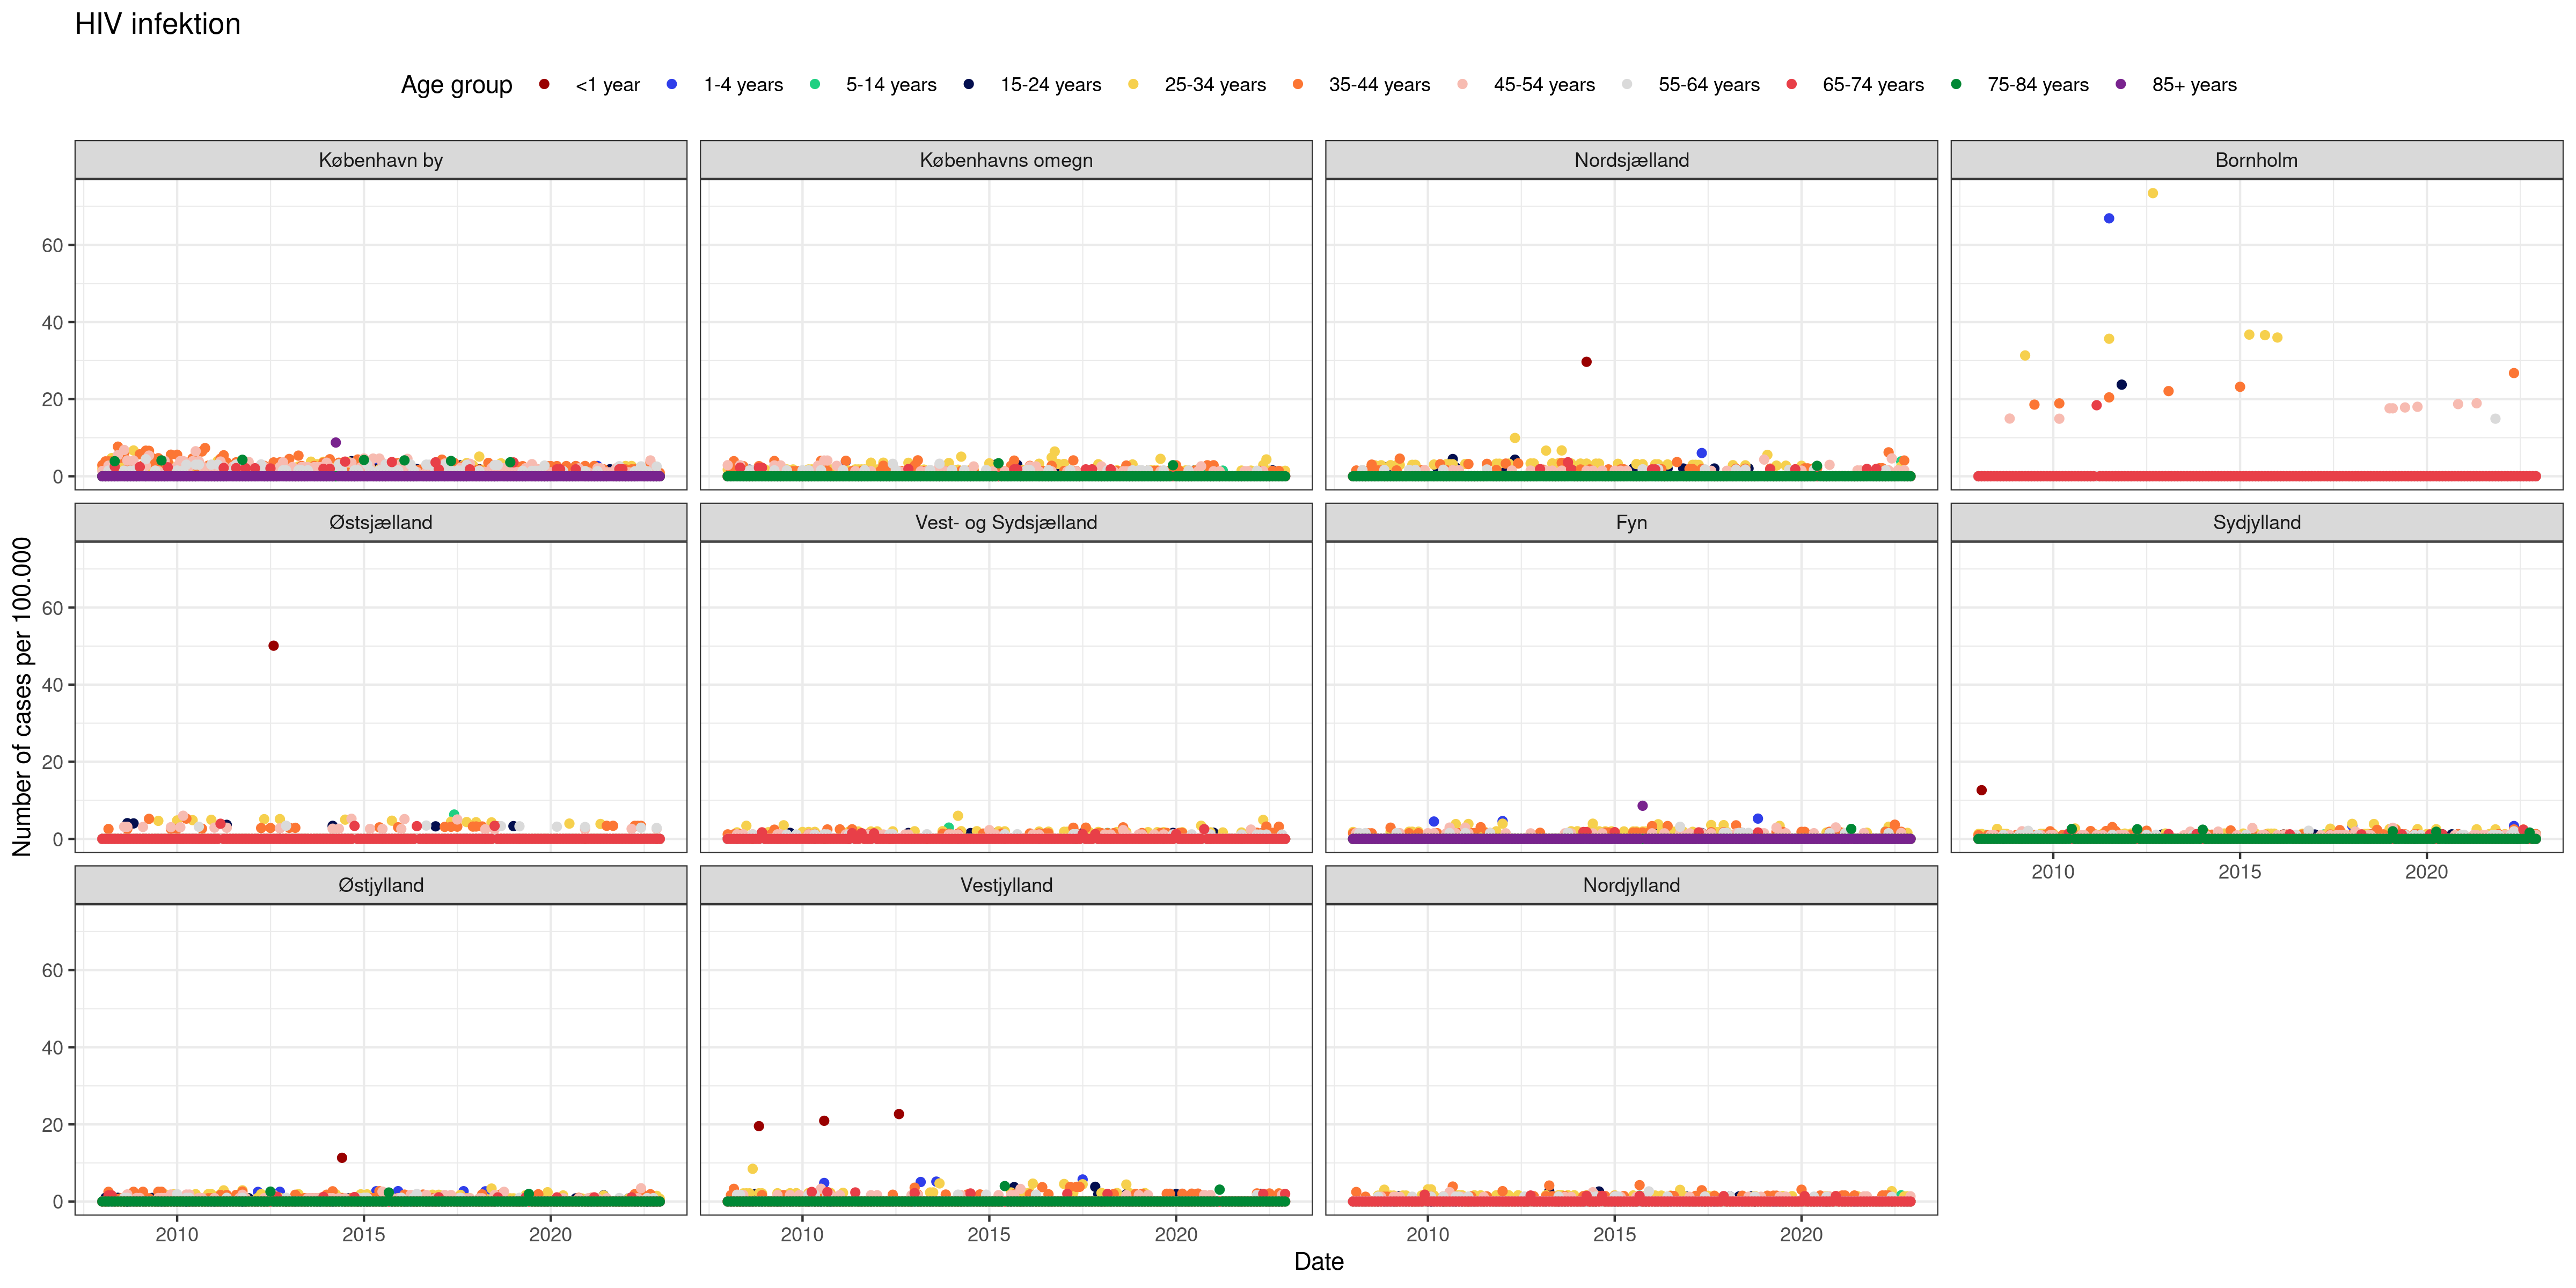 HIV infektion
Age group <1 year 1-4 years 5-14 years 15-24 years 25-34 years 35-44 years 45-54 years 55-64 years 65-74 years 75-84 years 85+ years
København by Københavns omegn Nordsjælland Bornholm
60
40
20
0
Østsjælland Vest- og Sydsjælland Fyn Sydjylland
60
40
20
0
2010 2015 2020
Østjylland Vestjylland Nordjylland
60
40
20
0
2010 2015 2020 2010 2015 2020 2010 2015 2020
Date
Number of cases per 100.000